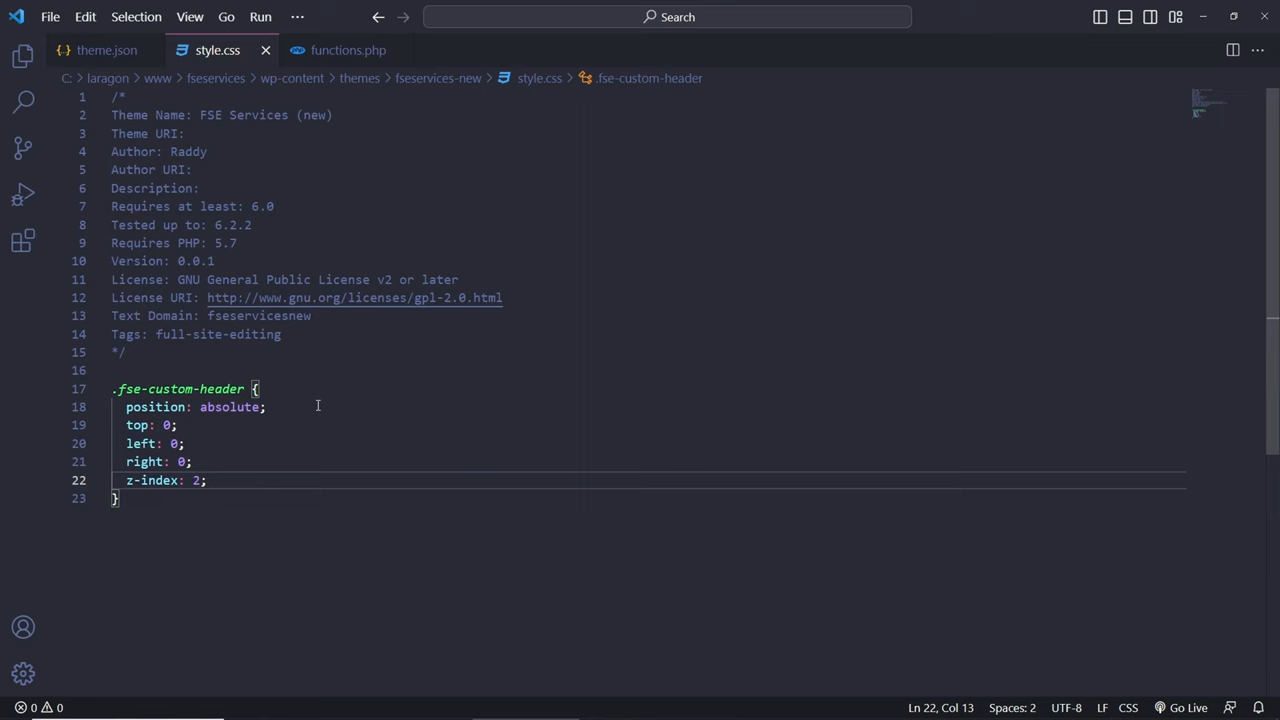 File Edit Selection View Go Run ··· Search
theme.json style.css functions.php
C: > laragon > www > fseservices > wp-content > themes > fseservices-new > style.css > .fse-custom-header
1 /*
2 Theme Name: FSE Services (new)
3 Theme URI:
4 Author: Raddy
5 Author URI:
6 Description:
7 Requires at least: 6.0
8 Tested up to: 6.2.2
9 Requires PHP: 5.7
10 Version: 0.0.1
11 License: GNU General Public License v2 or later
12 License URI: http://www.gnu.org/licenses/gpl-2.0.html
13 Text Domain: fseservicesnew
14 Tags: full-site-editing
15 */
16
17 .fse-custom-header {
18 position: absolute;
19 top: 0;
20 left: 0;
21 right: 0;
22 z-index: 2;
23 }
0 0 Ln 22, Col 13 Spaces: 2 UTF-8 LF CSS Go Live